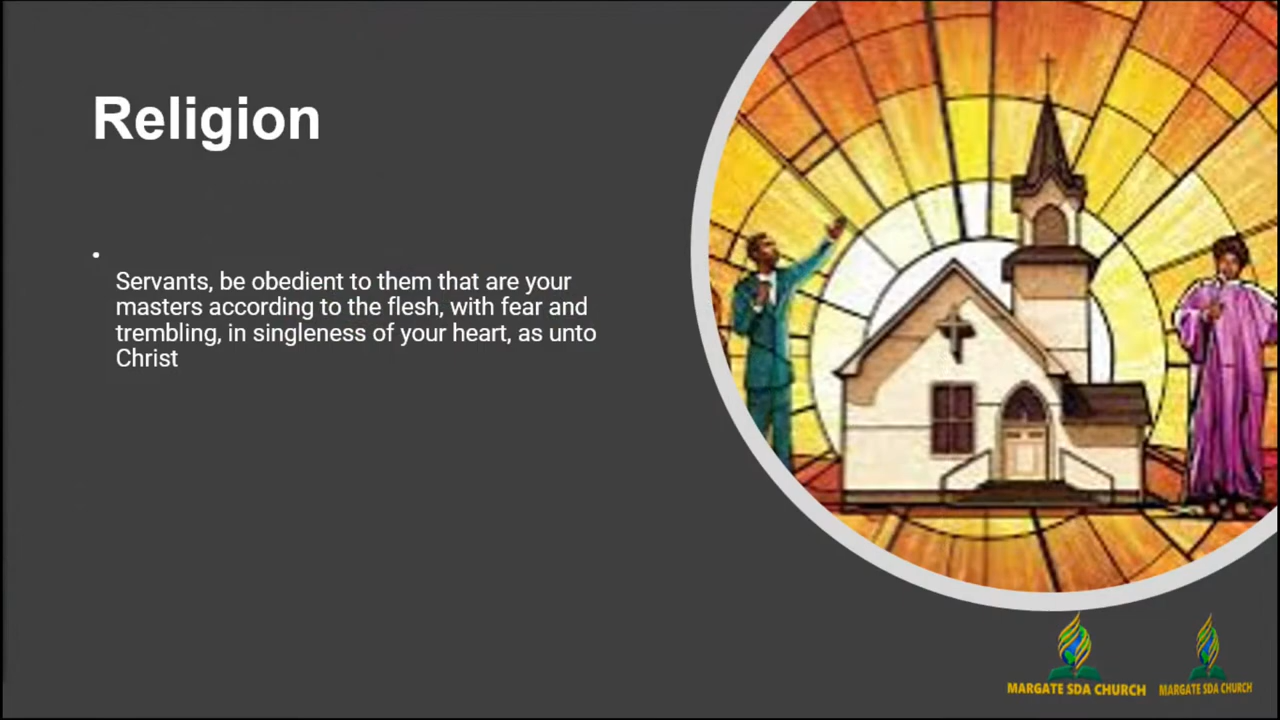 Religion
• 
Servants, be obedient to them that are your
masters according to the flesh, with fear and
trembling, in singleness of your heart, as unto
Christ
MARGATE SDA CHURCH
MARGATE SDA CHURCH